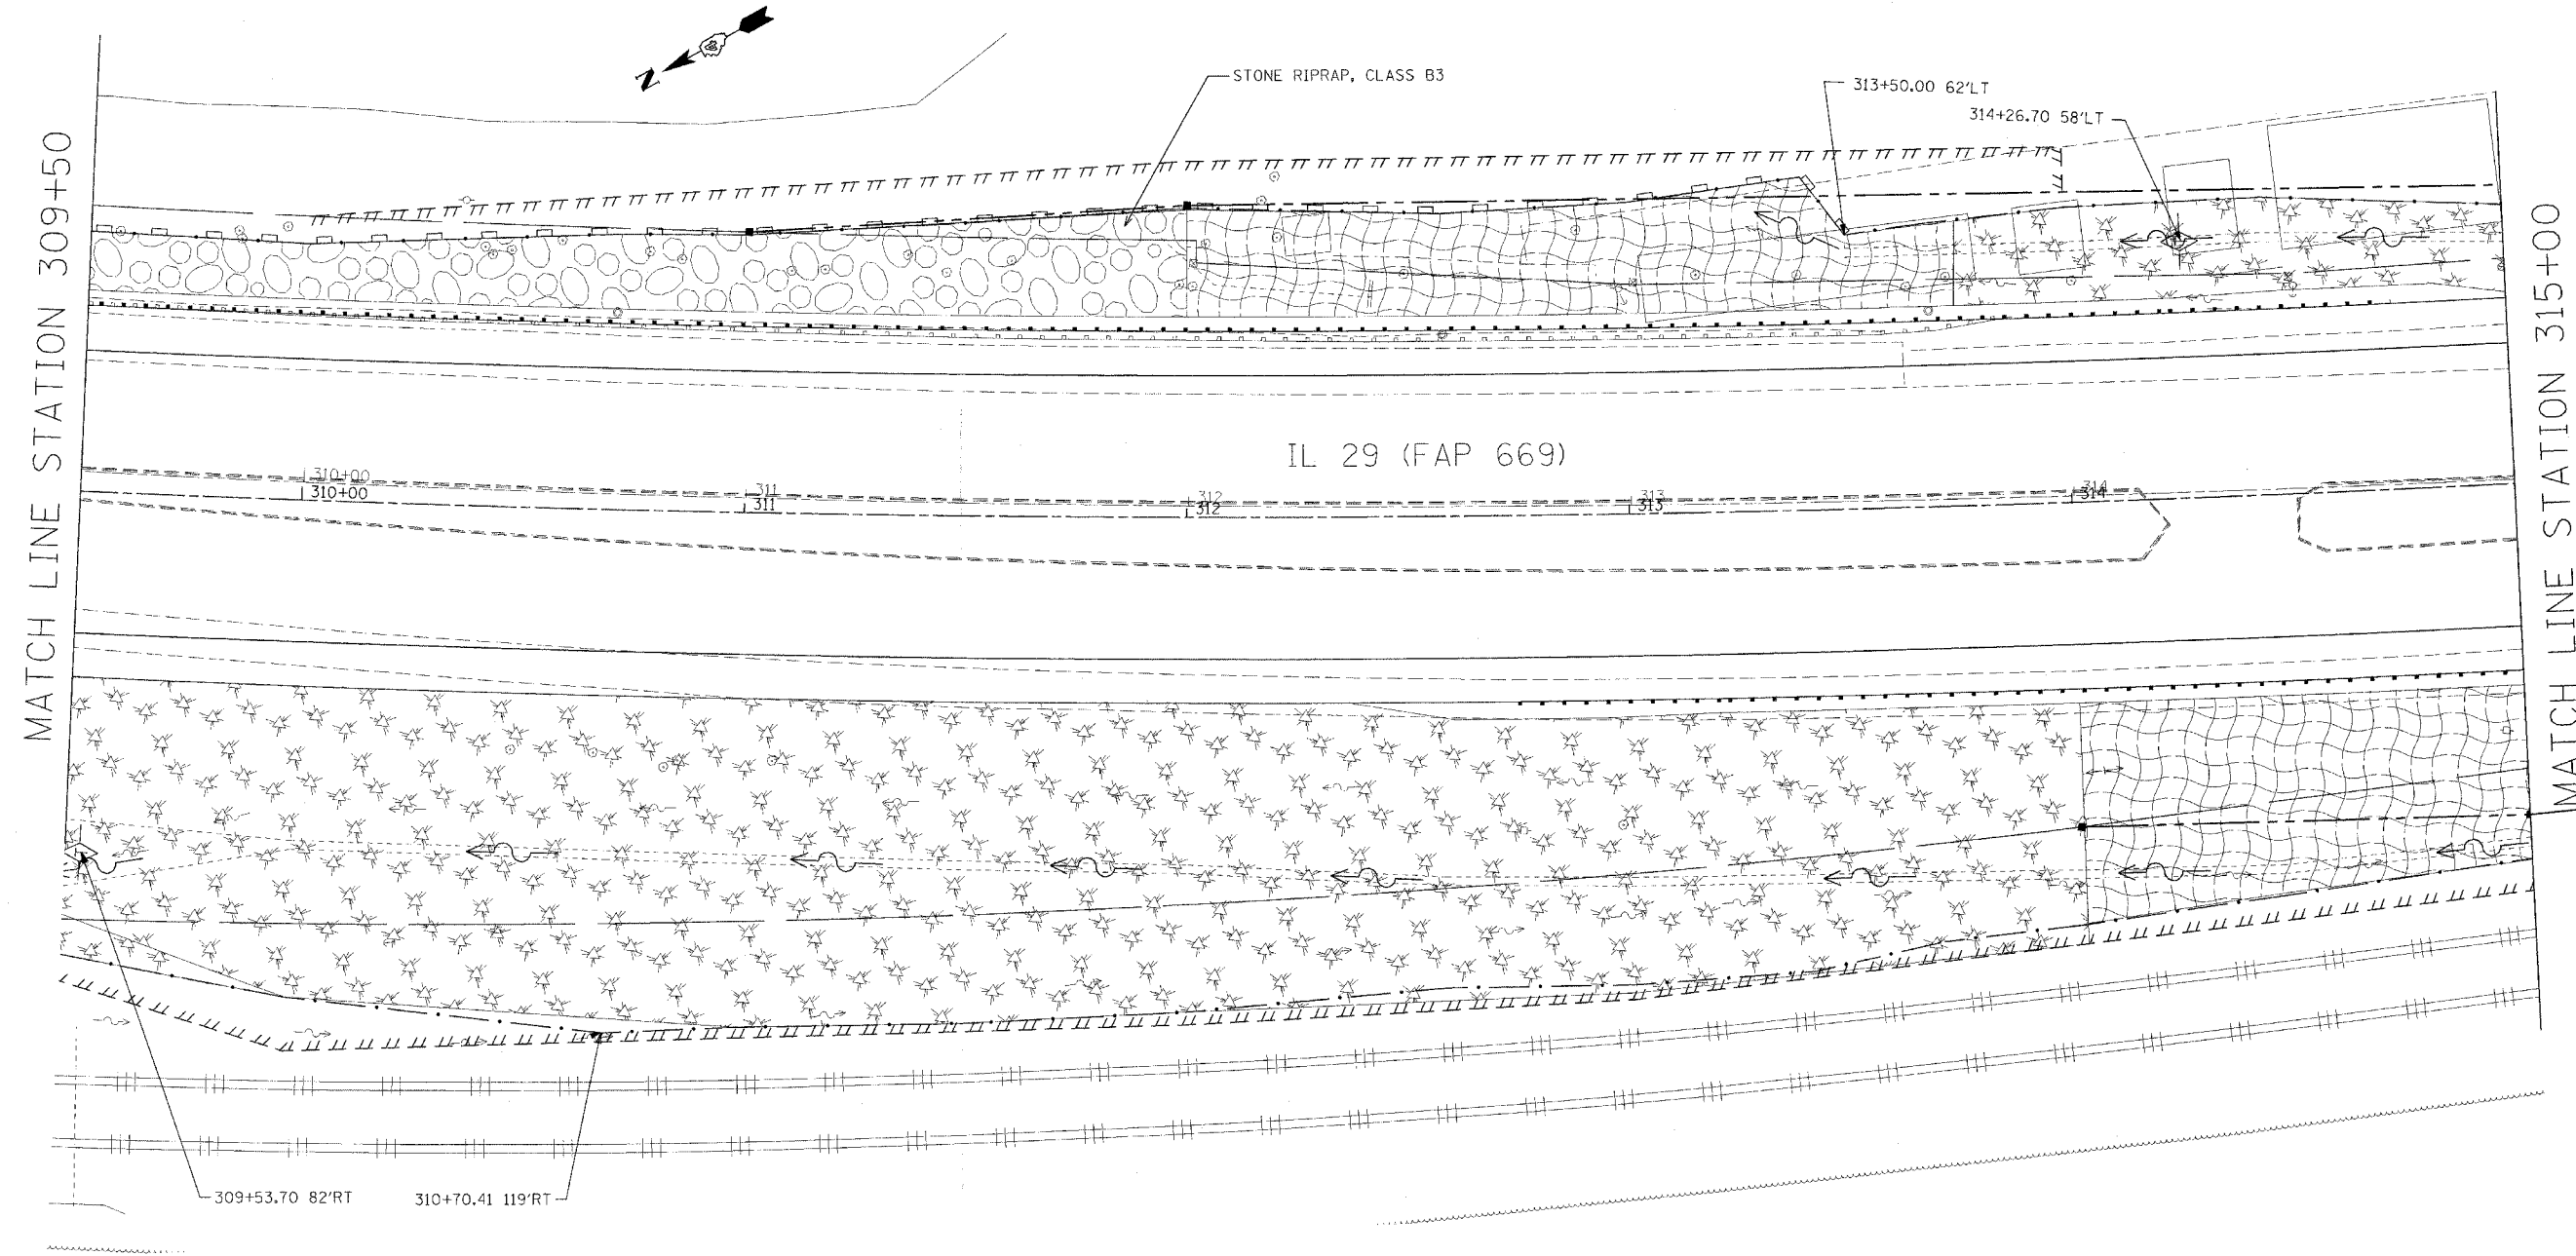 N
STONE RIPRAP, CLASS B3
313+50.00 62'LT
314+26.70 58'LT
MATCH LINE STATION 309+50
MATCH LINE STATION 315+00
IL 29 (FAP 669)
310+00
311
312
313
314
310+00
311
312
313
314
309+53.70 82'RT
310+70.41 119'RT